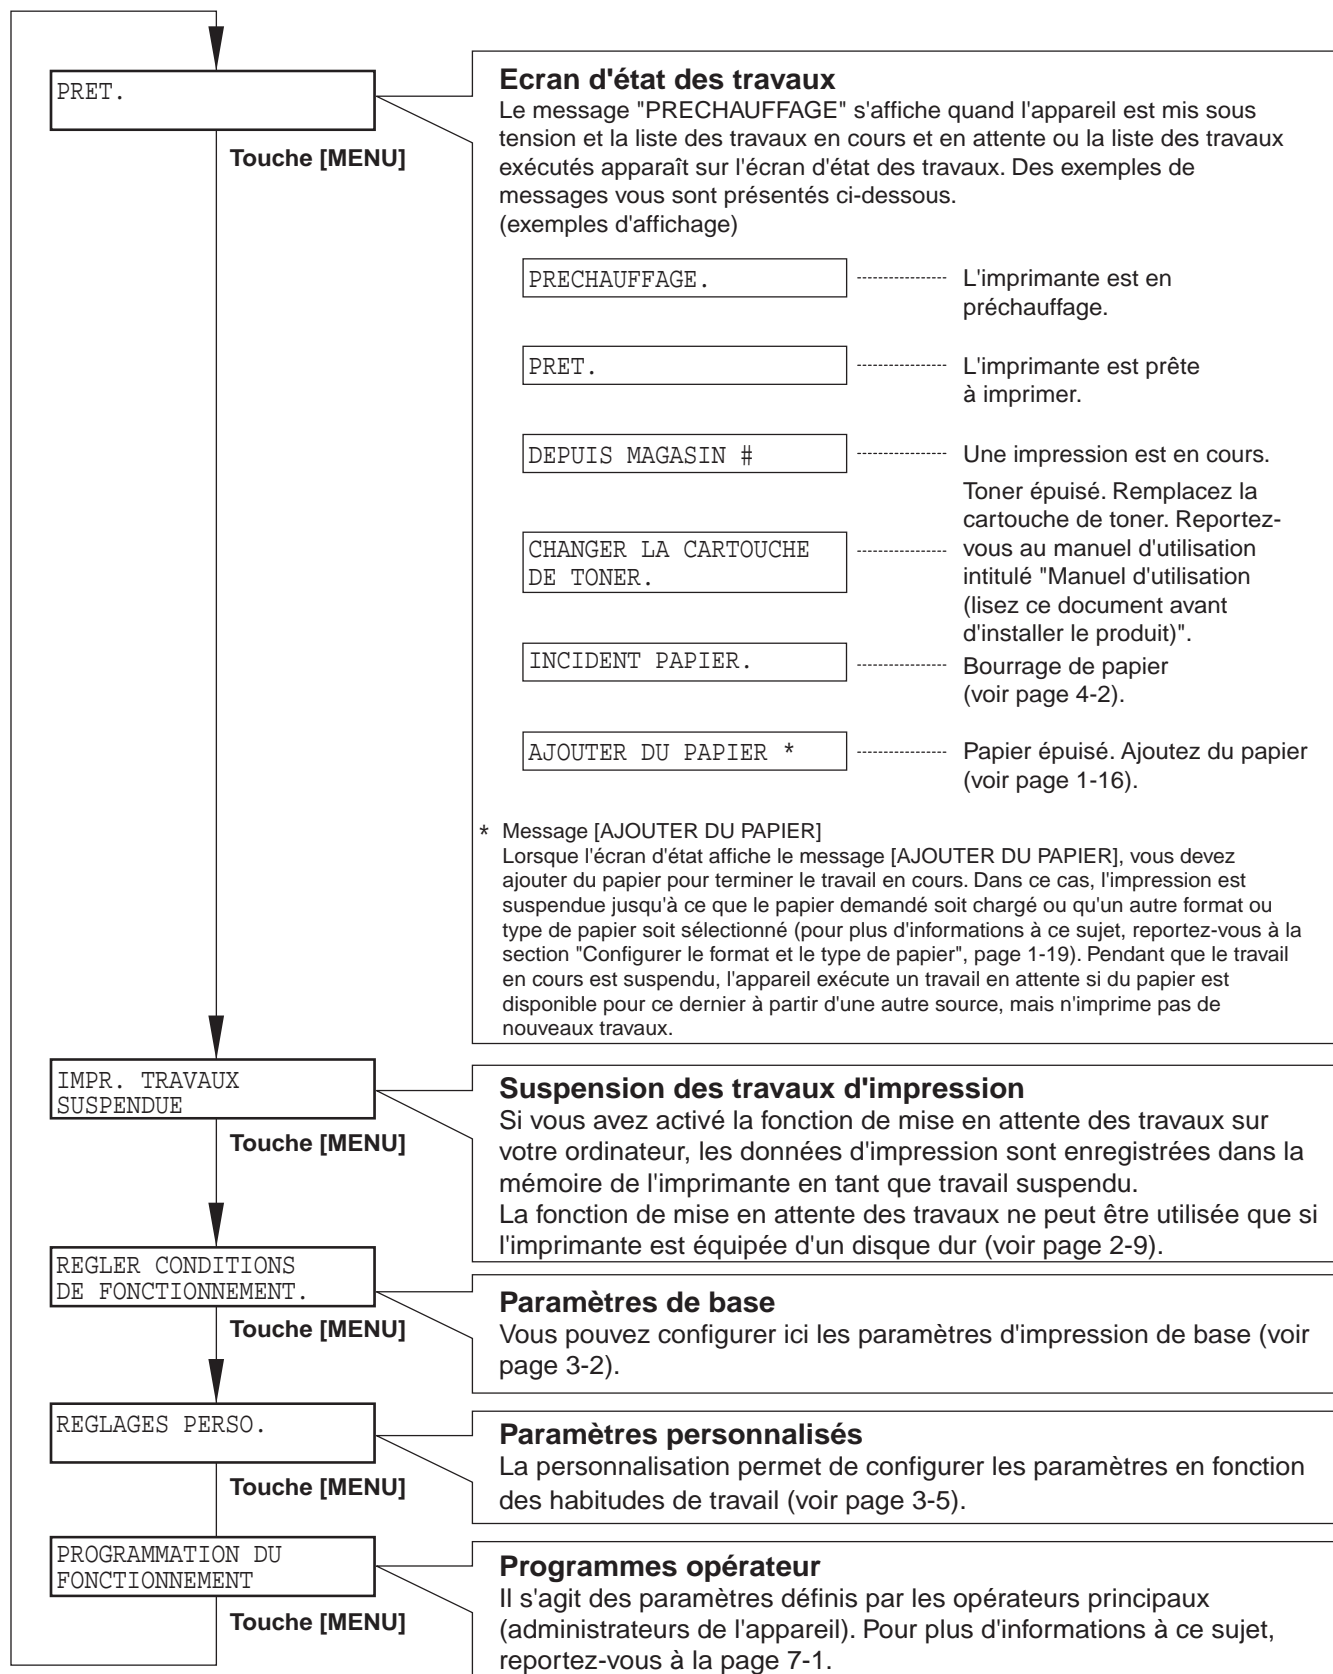 PRET.
Touche [MENU]
Ecran d'état des travaux
Le message "PRECHAUFFAGE" s'affiche quand l'appareil est mis sous
tension et la liste des travaux en cours et en attente ou la liste des travaux
exécutés apparaît sur l'écran d'état des travaux. Des exemples de
messages vous sont présentés ci-dessous.
(exemples d'affichage)
PRECHAUFFAGE.
L'imprimante est en
préchauffage.
PRET.
L'imprimante est prête
à imprimer.
DEPUIS MAGASIN #
Une impression est en cours.
CHANGER LA CARTOUCHE
DE TONER.
Toner épuisé. Remplacez la
cartouche de toner. Reportez-
vous au manuel d'utilisation
intitulé "Manuel d'utilisation
(lisez ce document avant
d'installer le produit)".
INCIDENT PAPIER.
Bourrage de papier
(voir page 4-2).
AJOUTER DU PAPIER *
Papier épuisé. Ajoutez du papier
(voir page 1-16).
* Message [AJOUTER DU PAPIER]
Lorsque l'écran d'état affiche le message [AJOUTER DU PAPIER], vous devez
ajouter du papier pour terminer le travail en cours. Dans ce cas, l'impression est
suspendue jusqu'à ce que le papier demandé soit chargé ou qu'un autre format ou
type de papier soit sélectionné (pour plus d'informations à ce sujet, reportez-vous à la
section "Configurer le format et le type de papier", page 1-19). Pendant que le travail
en cours est suspendu, l'appareil exécute un travail en attente si du papier est
disponible pour ce dernier à partir d'une autre source, mais n'imprime pas de
nouveaux travaux.
IMPR. TRAVAUX
SUSPENDUE
Touche [MENU]
Suspension des travaux d'impression
Si vous avez activé la fonction de mise en attente des travaux sur
votre ordinateur, les données d'impression sont enregistrées dans la
mémoire de l'imprimante en tant que travail suspendu.
La fonction de mise en attente des travaux ne peut être utilisée que si
l'imprimante est équipée d'un disque dur (voir page 2-9).
REGLER CONDITIONS
DE FONCTIONNEMENT.
Touche [MENU]
Paramètres de base
Vous pouvez configurer ici les paramètres d'impression de base (voir
page 3-2).
REGLAGES PERSO.
Touche [MENU]
Paramètres personnalisés
La personnalisation permet de configurer les paramètres en fonction
des habitudes de travail (voir page 3-5).
PROGRAMMATION DU
FONCTIONNEMENT
Touche [MENU]
Programmes opérateur
Il s'agit des paramètres définis par les opérateurs principaux
(administrateurs de l'appareil). Pour plus d'informations à ce sujet,
reportez-vous à la page 7-1.